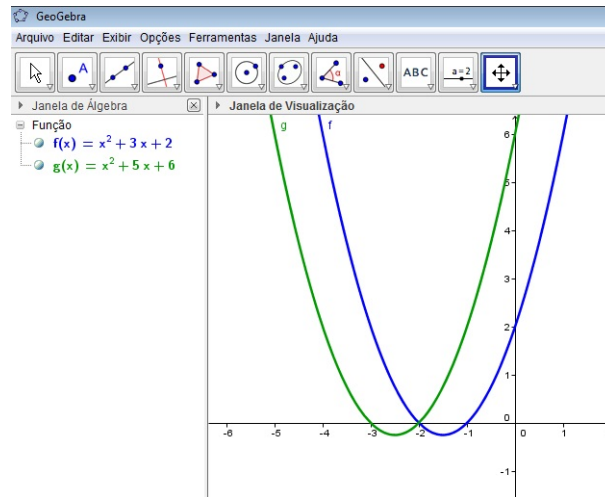 GeoGebra
Arquivo Editar Exibir Opções Ferramentas Janela Ajuda
A
α
ABC
a=2
Janela de Álgebra
Janela de Visualização
Função
f(x) = x² + 3 x + 2
g(x) = x² + 5 x + 6
g
f
6
5
4
3
2
1
0
-6 -5 -4 -3 -2 -1 0 1
-1